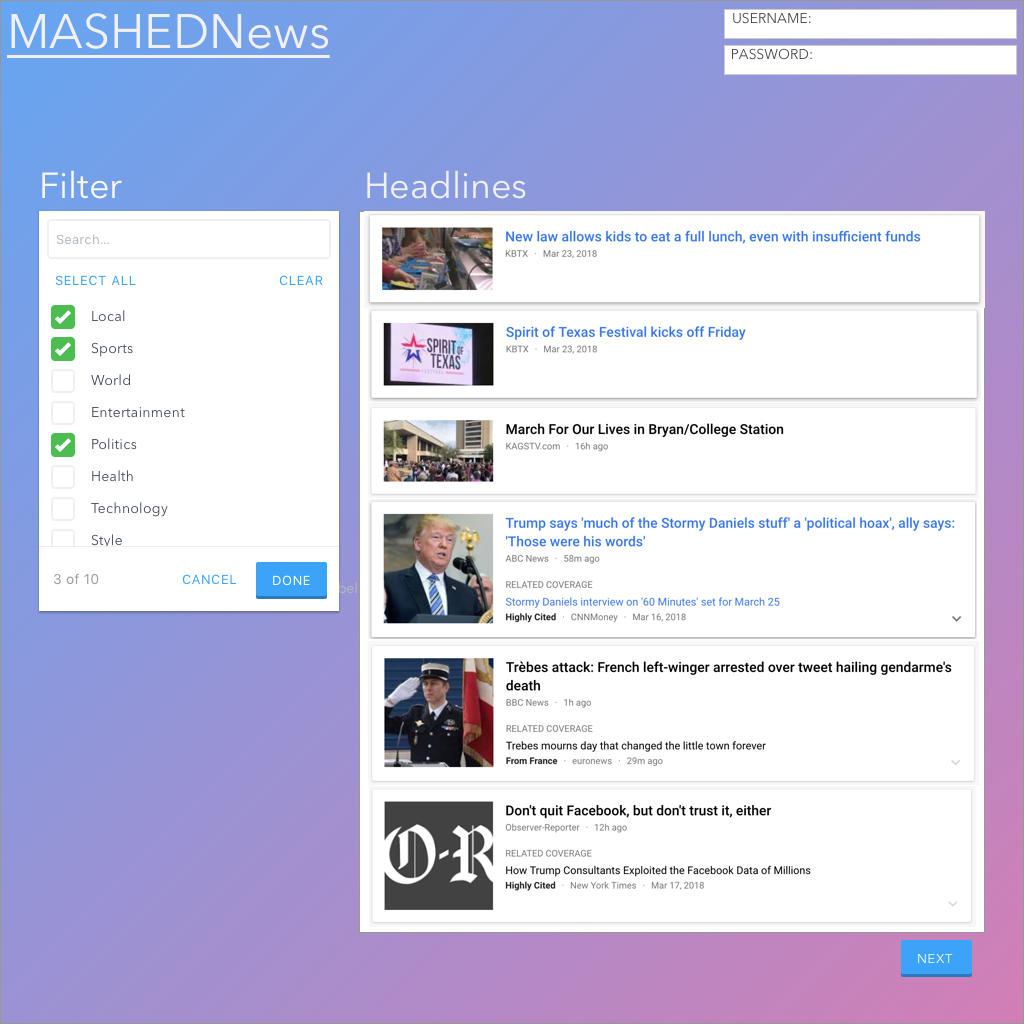 MASHEDNews
USERNAME:
PASSWORD:
Filter
Search...
SELECT ALL CLEAR
Local
Sports
World
Entertainment
Politics
Health
Technology
Style
3 of 10 CANCEL DONE
bel
Headlines
New law allows kids to eat a full lunch, even with insufficient funds
KBTX · Mar 23, 2018
SPIRIT OF
TEXAS
FESTIVAL
Spirit of Texas Festival kicks off Friday
KBTX · Mar 23, 2018
March For Our Lives in Bryan/College Station
KAGSTV.com · 16h ago
Trump says 'much of the Stormy Daniels stuff' a 'political hoax', ally says:
'Those were his words'
ABC News · 58m ago
RELATED COVERAGE
Stormy Daniels interview on '60 Minutes' set for March 25
Highly Cited · CNNMoney · Mar 16, 2018
Trèbes attack: French left-winger arrested over tweet hailing gendarme's
death
BBC News · 1h ago
RELATED COVERAGE
Trebes mourns day that changed the little town forever
From France · euronews · 29m ago
O-R
Don't quit Facebook, but don't trust it, either
Observer-Reporter · 12h ago
RELATED COVERAGE
How Trump Consultants Exploited the Facebook Data of Millions
Highly Cited · New York Times · Mar 17, 2018
NEXT